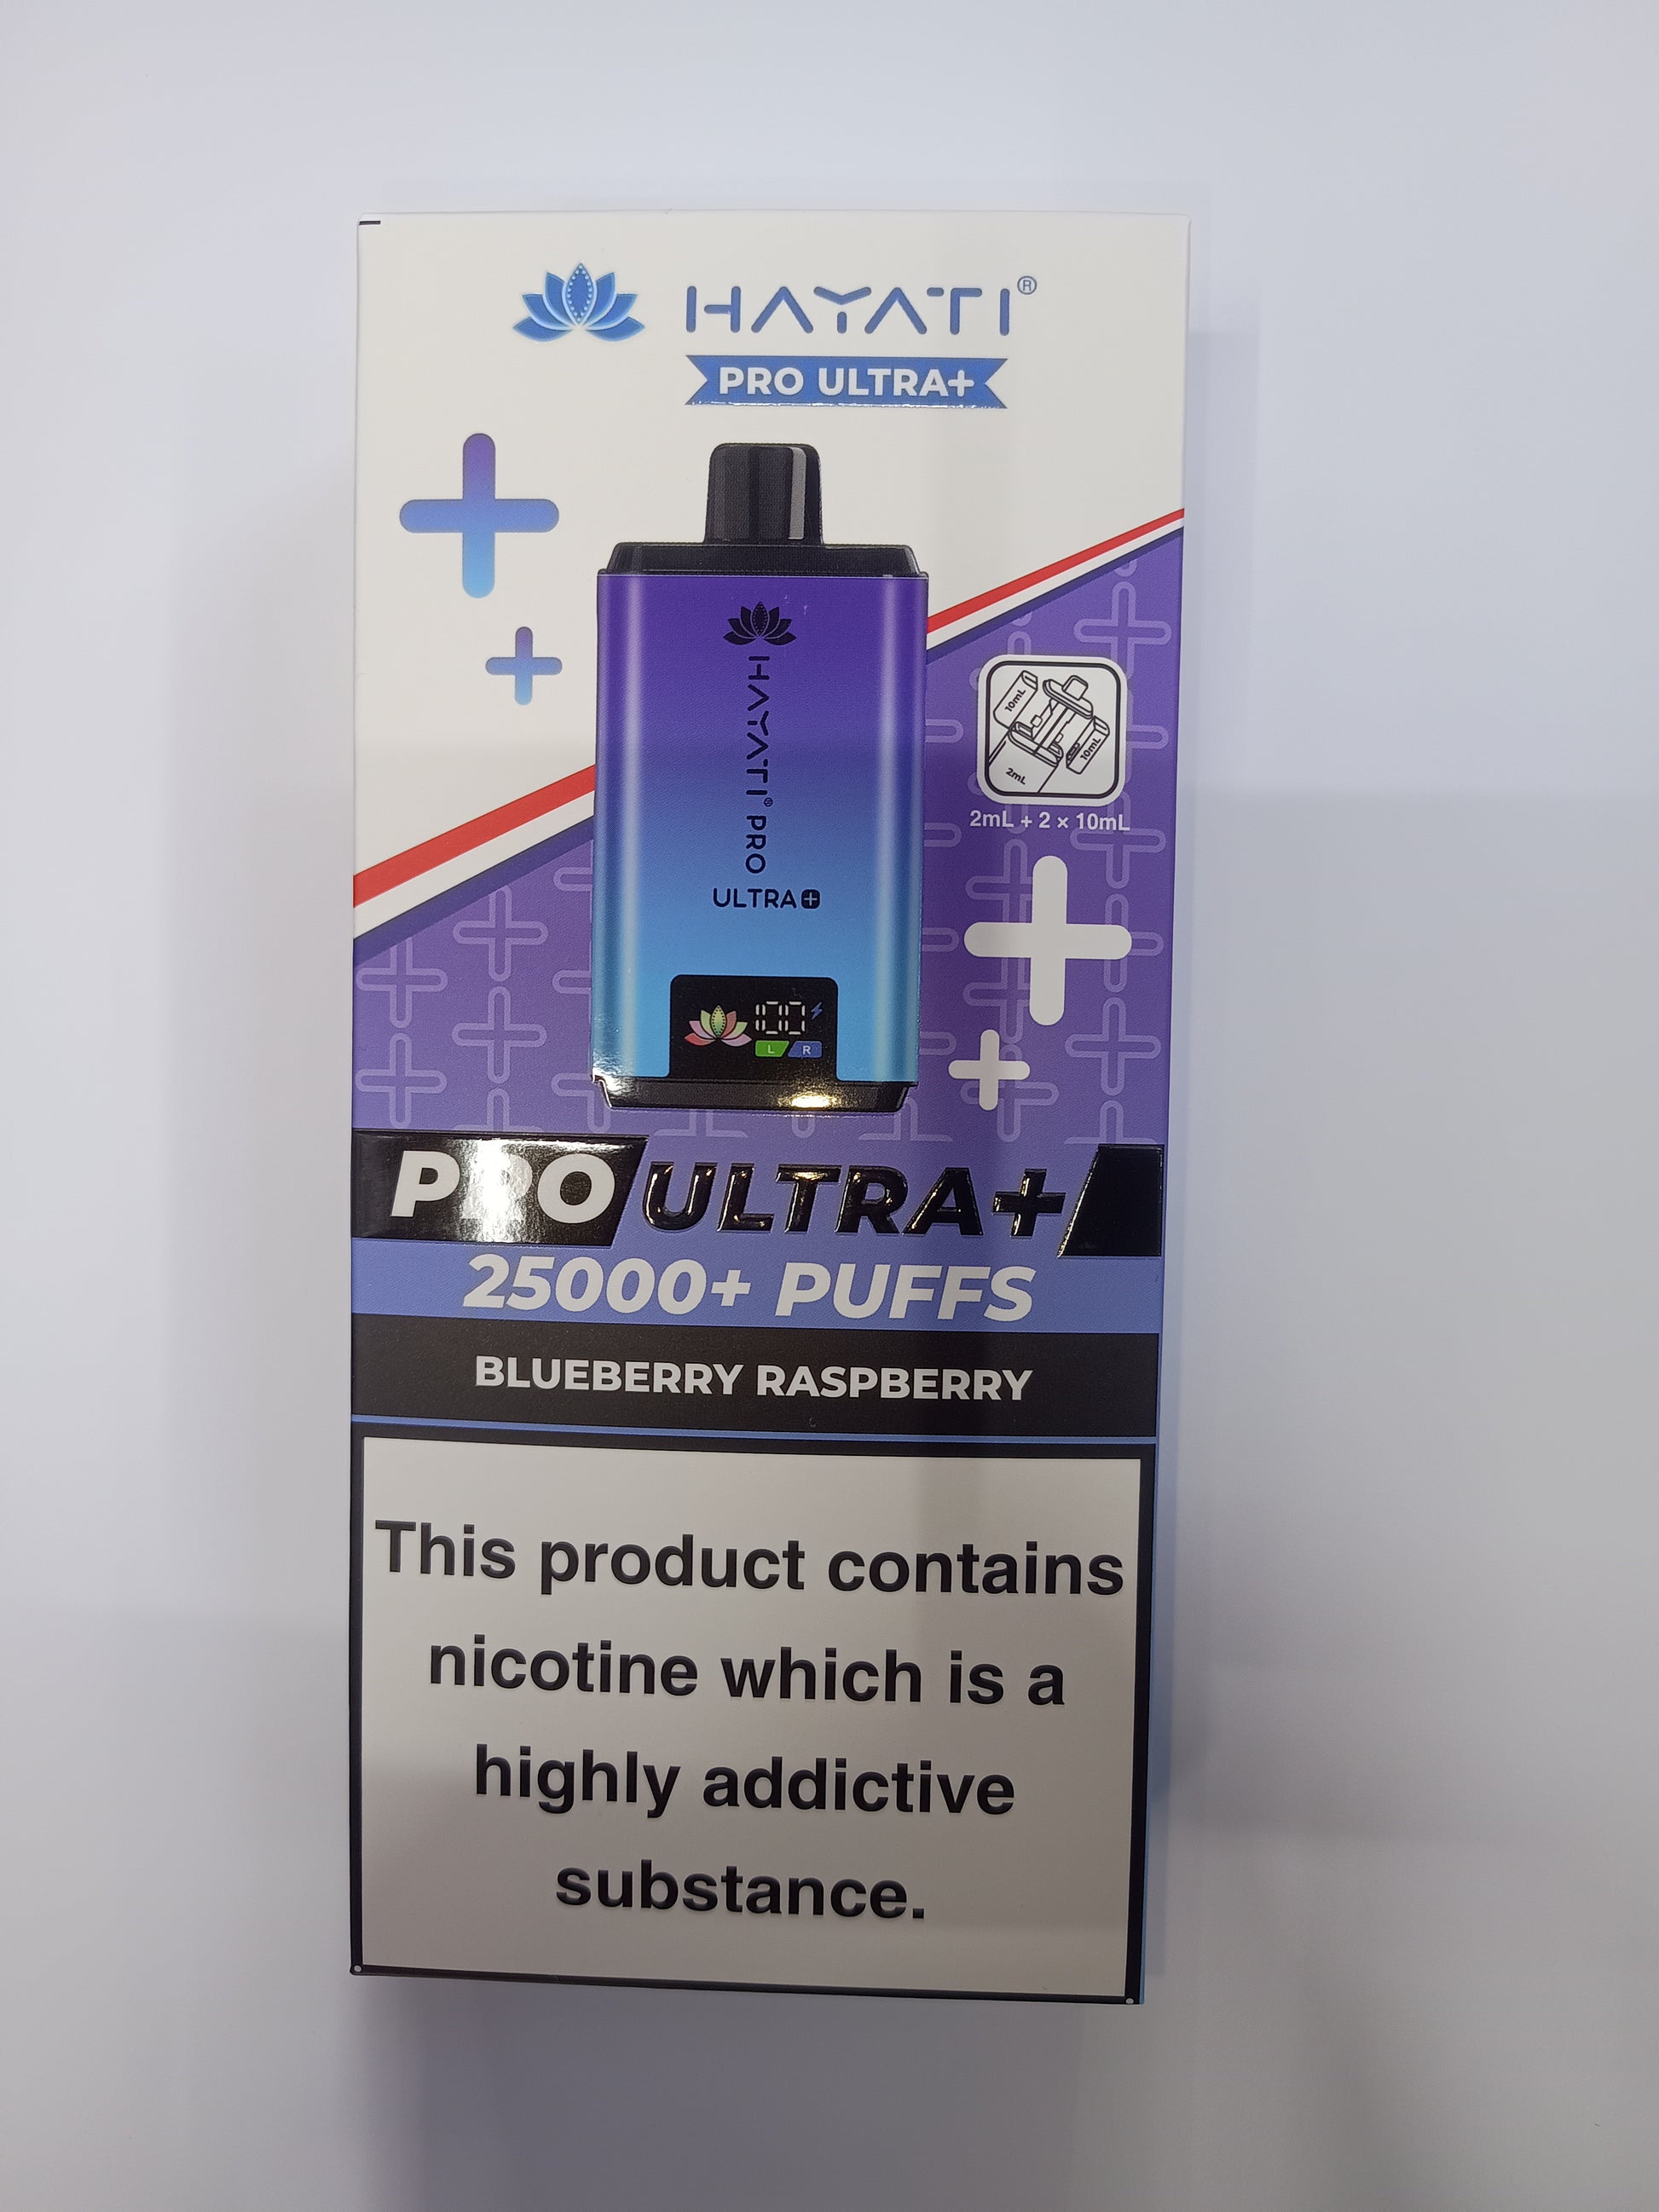 HAYATI®
PRO ULTRA+
HAYATI® PRO
ULTRA+
10mL
10mL
2mL
2mL + 2 × 10mL
100
L R
PRO ULTRA+
25000+ PUFFS
BLUEBERRY RASPBERRY
This product contains
nicotine which is a
highly addictive
substance.